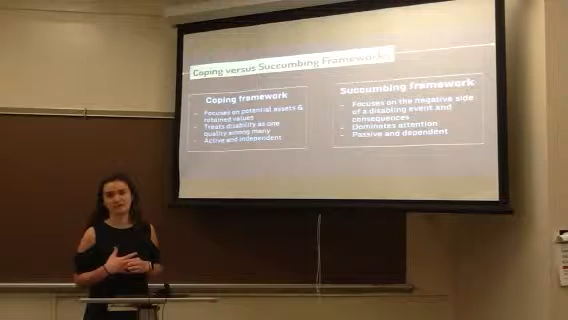 Coping versus Succumbing Frameworks
Coping framework
- Focuses on potential assets &
retained values
- Treats disability as one
quality among many
- Active and independent
Succumbing framework
- Focuses on the negative side
of a disabling event and
consequences
- Dominates attention
- Passive and dependent